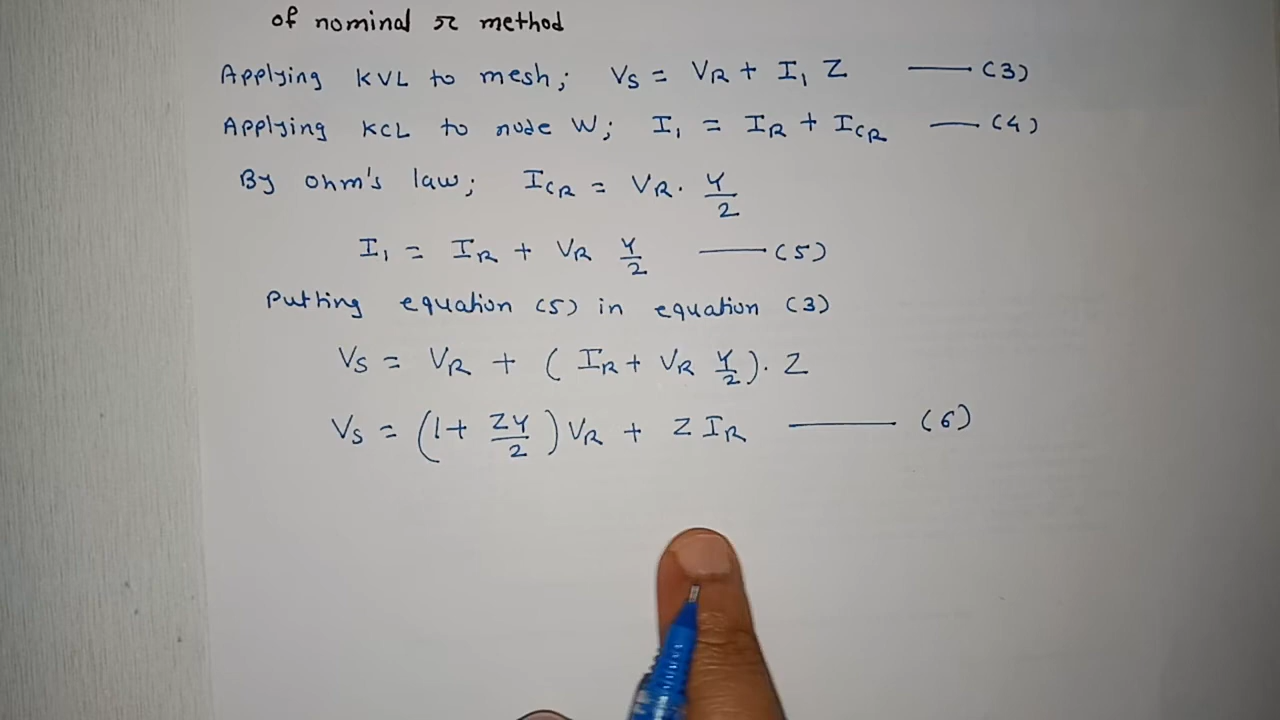 of nominal π method
Applying KVL to mesh; VS = VR + I1 Z —— (3)
Applying KCL to node W; I1 = IR + ICR — (4)
By ohm's law; ICR = VR. Y/2
I1 = IR + VR Y/2 —— (5)
Putting equation (5) in equation (3)
VS = VR + ( IR + VR Y/2 ). Z
VS = (1 + ZY/2) VR + Z IR —— (6)